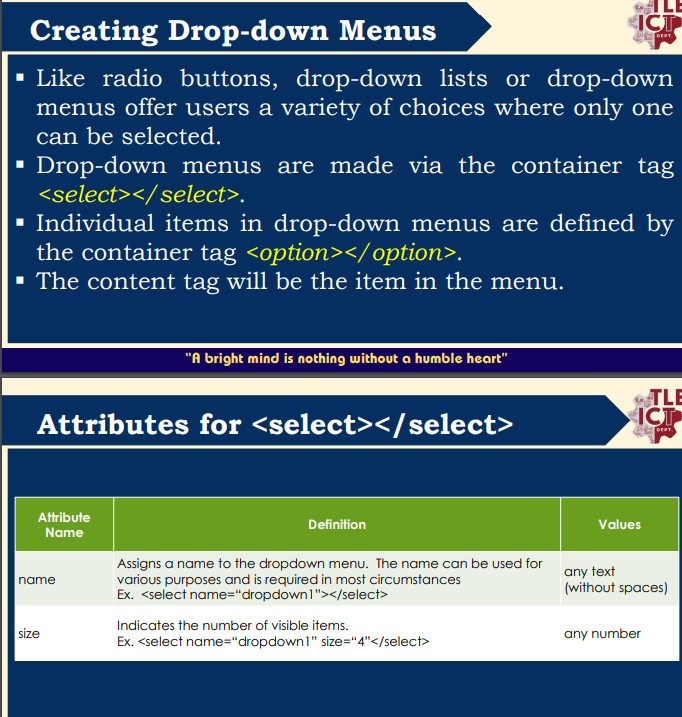 Creating Drop-down Menus
TLE
ICT
DEPT.
▪ Like radio buttons, drop-down lists or drop-down
menus offer users a variety of choices where only one
can be selected.
▪ Drop-down menus are made via the container tag
<select></select>.
▪ Individual items in drop-down menus are defined by
the container tag <option></option>.
▪ The content tag will be the item in the menu.
"A bright mind is nothing without a humble heart"
Attributes for <select></select>
TLE
ICT
DEPT.
Attribute Definition Values
Name
name Assigns a name to the dropdown menu. The name can be used for any text
various purposes and is required in most circumstances (without spaces)
Ex. <select name=“dropdown1”></select>
size Indicates the number of visible items. any number
Ex. <select name=“dropdown1” size=“4”</select>